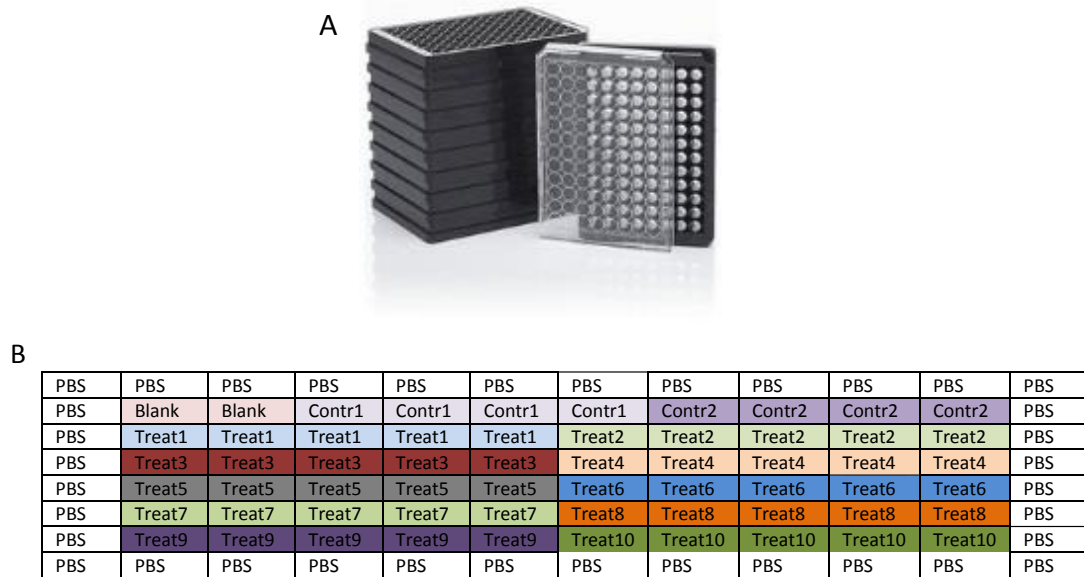 A
B
PBS PBS PBS PBS PBS PBS PBS PBS PBS PBS PBS PBS
PBS Blank Blank Contr1 Contr1 Contr1 Contr1 Contr2 Contr2 Contr2 Contr2 PBS
PBS Treat1 Treat1 Treat1 Treat1 Treat1 Treat2 Treat2 Treat2 Treat2 Treat2 PBS
PBS Treat3 Treat3 Treat3 Treat3 Treat3 Treat4 Treat4 Treat4 Treat4 Treat4 PBS
PBS Treat5 Treat5 Treat5 Treat5 Treat5 Treat6 Treat6 Treat6 Treat6 Treat6 PBS
PBS Treat7 Treat7 Treat7 Treat7 Treat7 Treat8 Treat8 Treat8 Treat8 Treat8 PBS
PBS Treat9 Treat9 Treat9 Treat9 Treat9 Treat10 Treat10 Treat10 Treat10 Treat10 PBS
PBS PBS PBS PBS PBS PBS PBS PBS PBS PBS PBS PBS